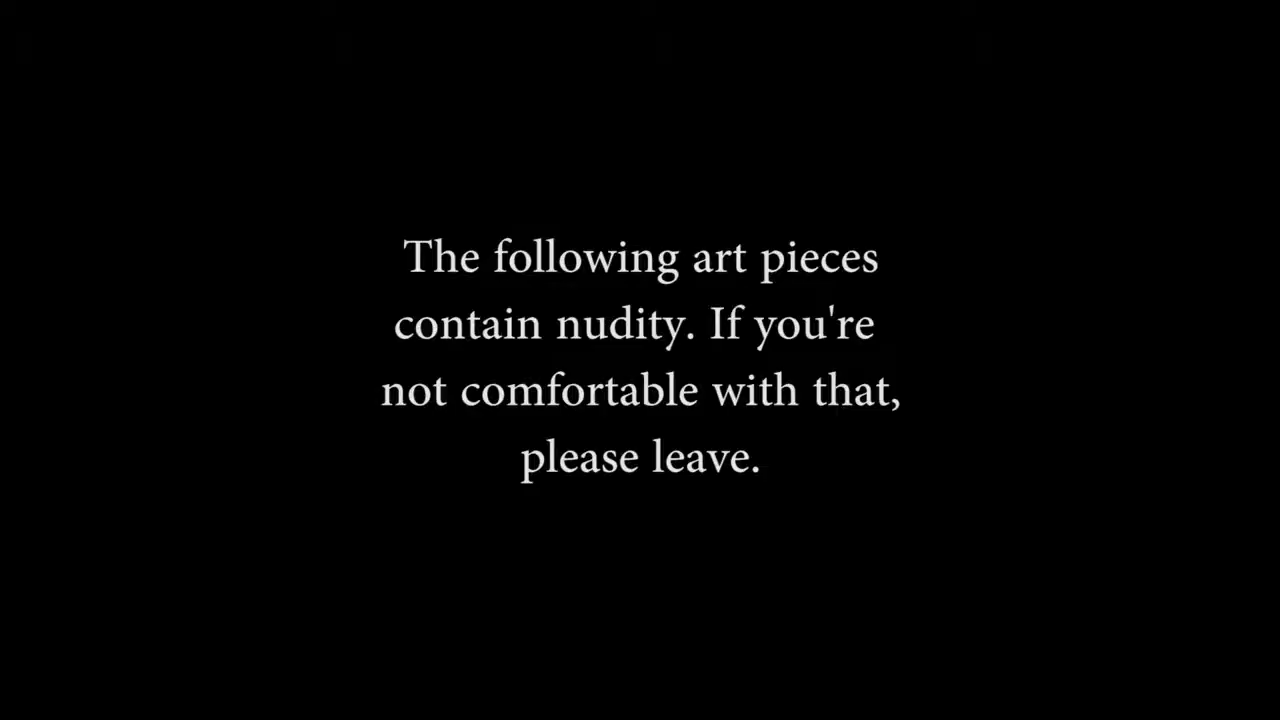 The following art pieces
contain nudity. If you're
not comfortable with that,
please leave.